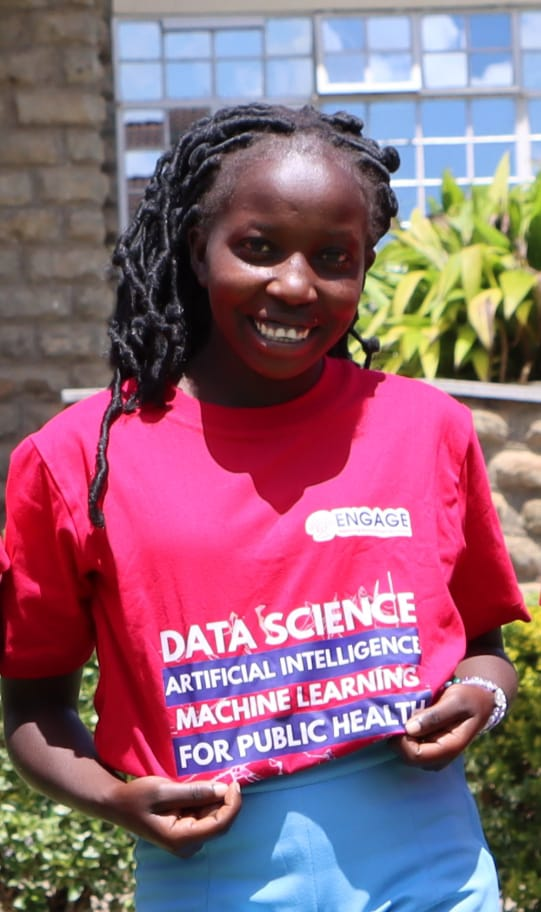 ENGAGE
DATA SCIENCE
ARTIFICIAL INTELLIGENCE
MACHINE LEARNING
FOR PUBLIC HEALTH